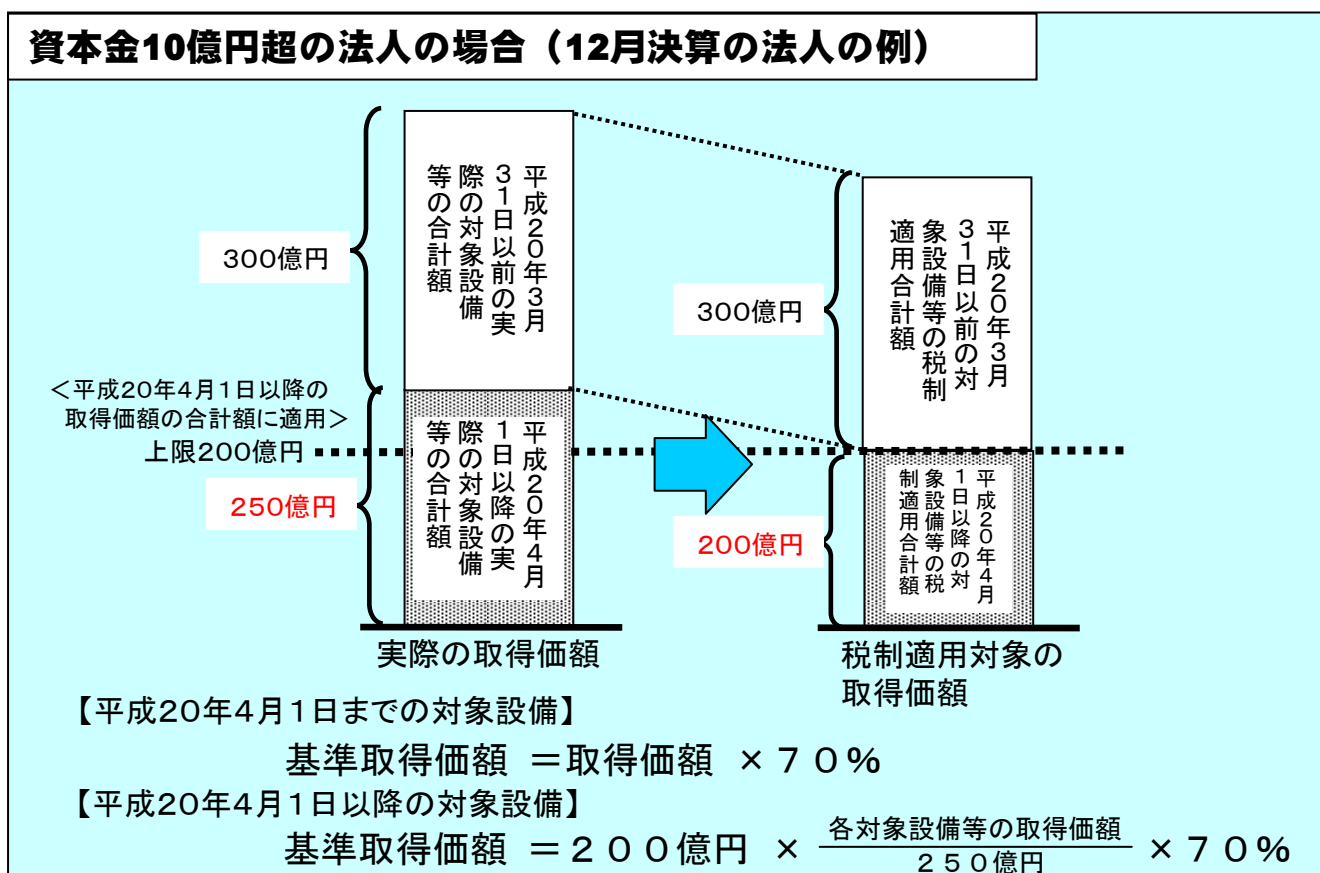 資本金10億円超の法人の場合（12月決算の法人の例）
平成２０年３月
３１日以前の実
際の対象設備
等の合計額
300億円
＜平成20年4月1日以降の
取得価額の合計額に適用＞
上限200億円
平成２０年４月
１日以降の実
際の対象設備
等の合計額
250億円
実際の取得価額
平成２０年３月
３１日以前の対
象設備等の税制
適用合計額
300億円
平成２０年４月
１日以降の対
象設備等の税
制適用合計額
200億円
税制適用対象の
取得価額
【平成２０年４月１日までの対象設備】
基準取得価額 ＝取得価額 ×７０％
【平成２０年４月１日以降の対象設備】
基準取得価額 ＝２００億円 × 各対象設備等の取得価額 × ７０％
２５０億円